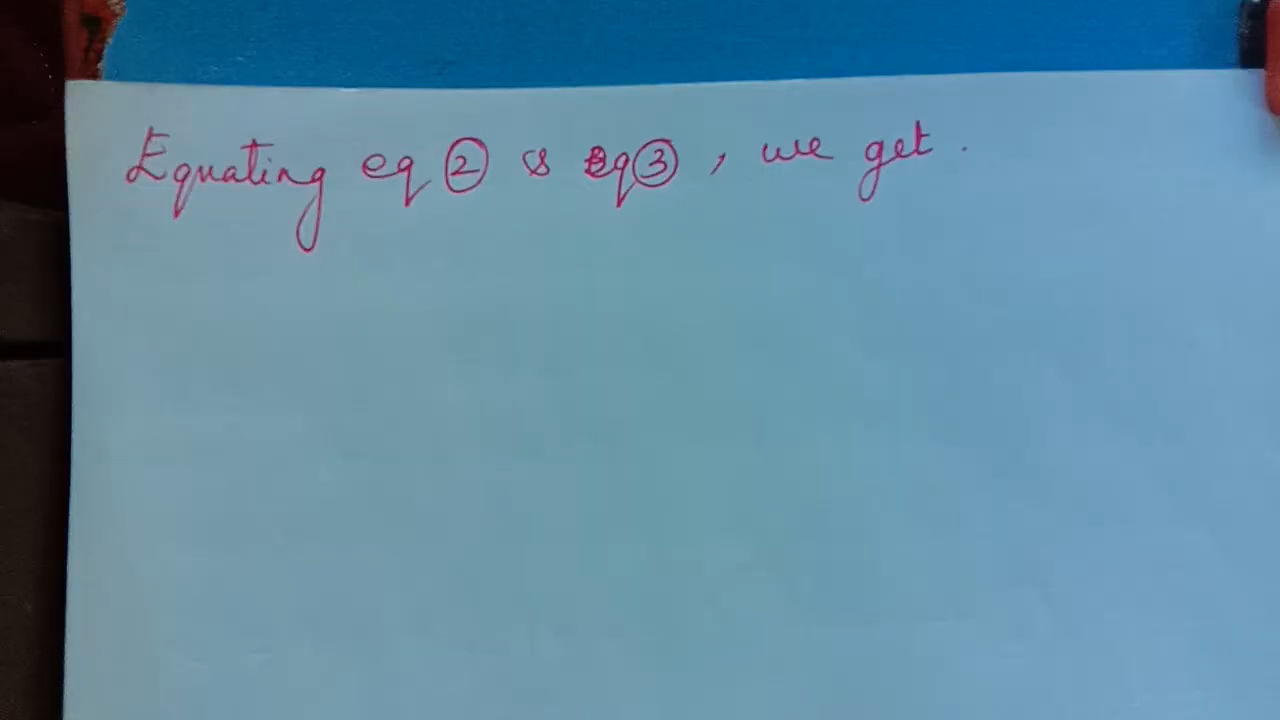 Equating eq ② & eq ③, we get.